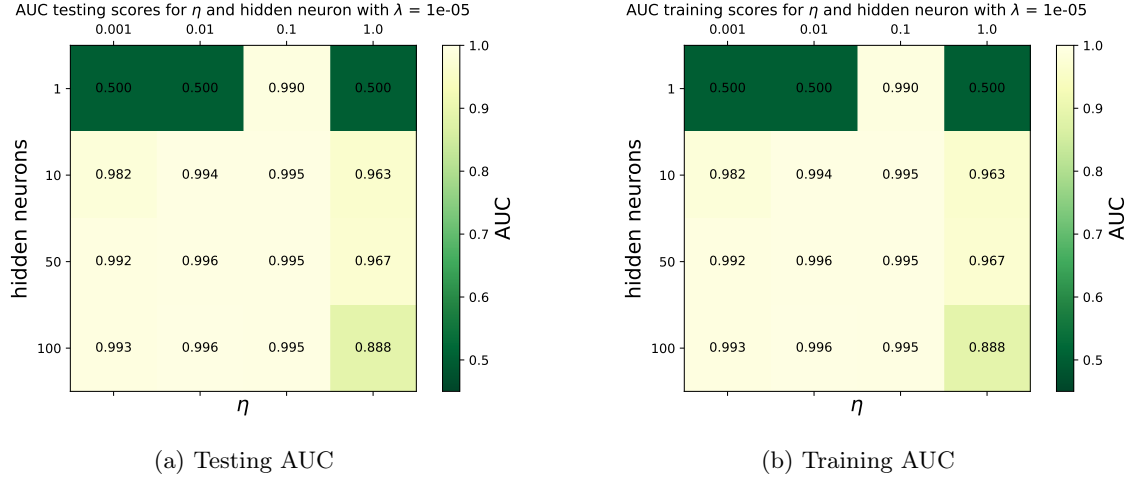 AUC testing scores for η and hidden neuron with λ = 1e-05
0.001 0.01 0.1 1.0
hidden neurons
1 0.500 0.500 0.990 0.500
10 0.982 0.994 0.995 0.963
50 0.992 0.996 0.995 0.967
100 0.993 0.996 0.995 0.888
η
1.0
0.9
0.8
0.7
0.6
0.5
AUC
(a) Testing AUC
AUC training scores for η and hidden neuron with λ = 1e-05
0.001 0.01 0.1 1.0
hidden neurons
1 0.500 0.500 0.990 0.500
10 0.982 0.994 0.995 0.963
50 0.992 0.996 0.995 0.967
100 0.993 0.996 0.995 0.888
η
1.0
0.9
0.8
0.7
0.6
0.5
AUC
(b) Training AUC